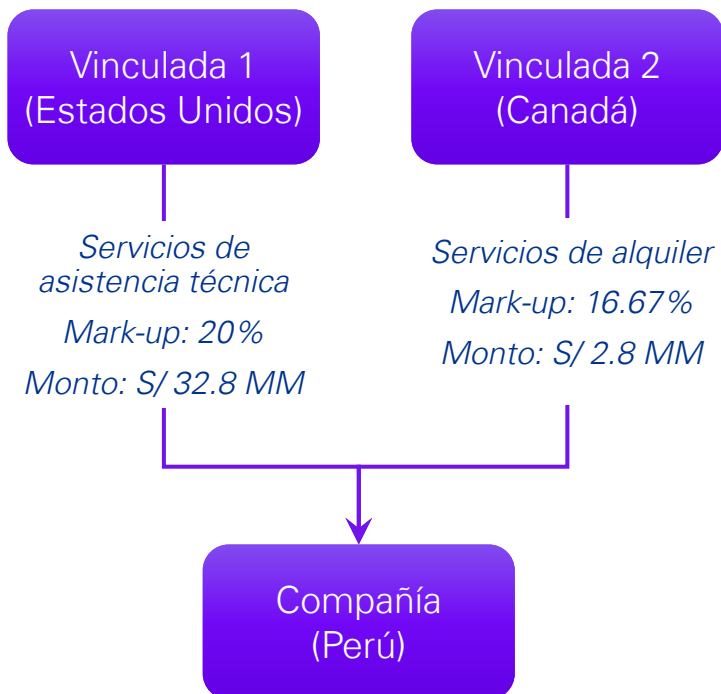 Vinculada 1
(Estados Unidos)
Vinculada 2
(Canadá)
Servicios de
asistencia técnica
Mark-up: 20%
Monto: S/ 32.8 MM
Servicios de alquiler
Mark-up: 16.67%
Monto: S/ 2.8 MM
Compañía
(Perú)